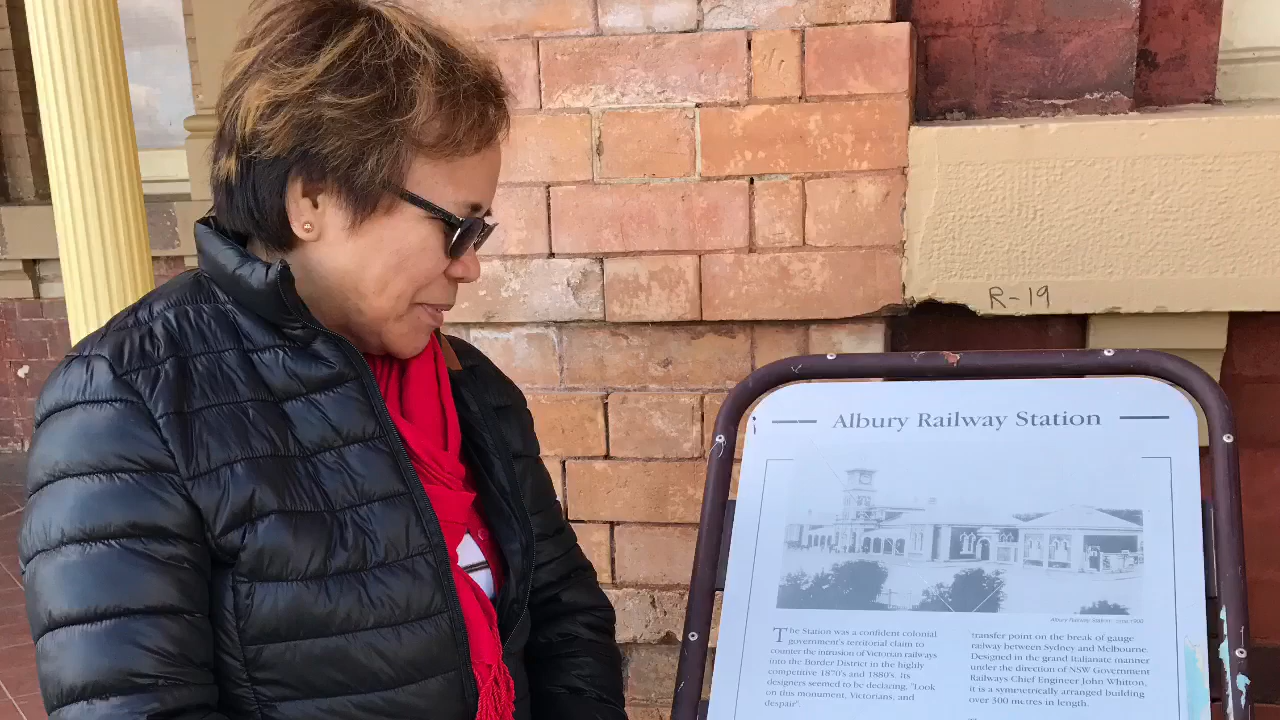 R-19
Albury Railway Station
Albury Railway Station, circa 1900
The Station was a confident colonial
government's territorial claim to
counter the intrusion of Victorian railways
into the Border District in the highly
competitive 1870's and 1880's. Its
designers seemed to be declaring, "Look
on this monument, Victorians, and
despair".
transfer point on the break of gauge
railway between Sydney and Melbourne.
Designed in the grand Italianate manner
under the direction of NSW Government
Railways Chief Engineer John Whitton,
it is a symmetrically arranged building
over 300 metres in length.